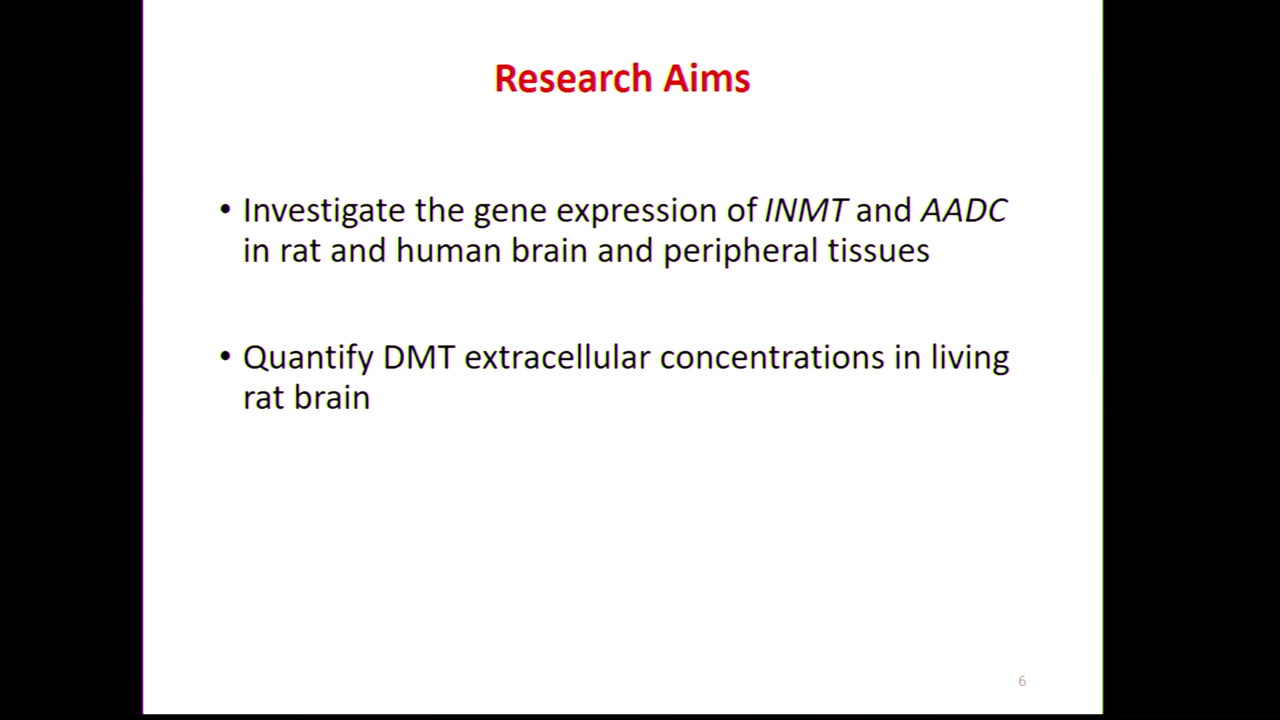 Research Aims
• Investigate the gene expression of INMT and AADC
in rat and human brain and peripheral tissues
• Quantify DMT extracellular concentrations in living
rat brain
6